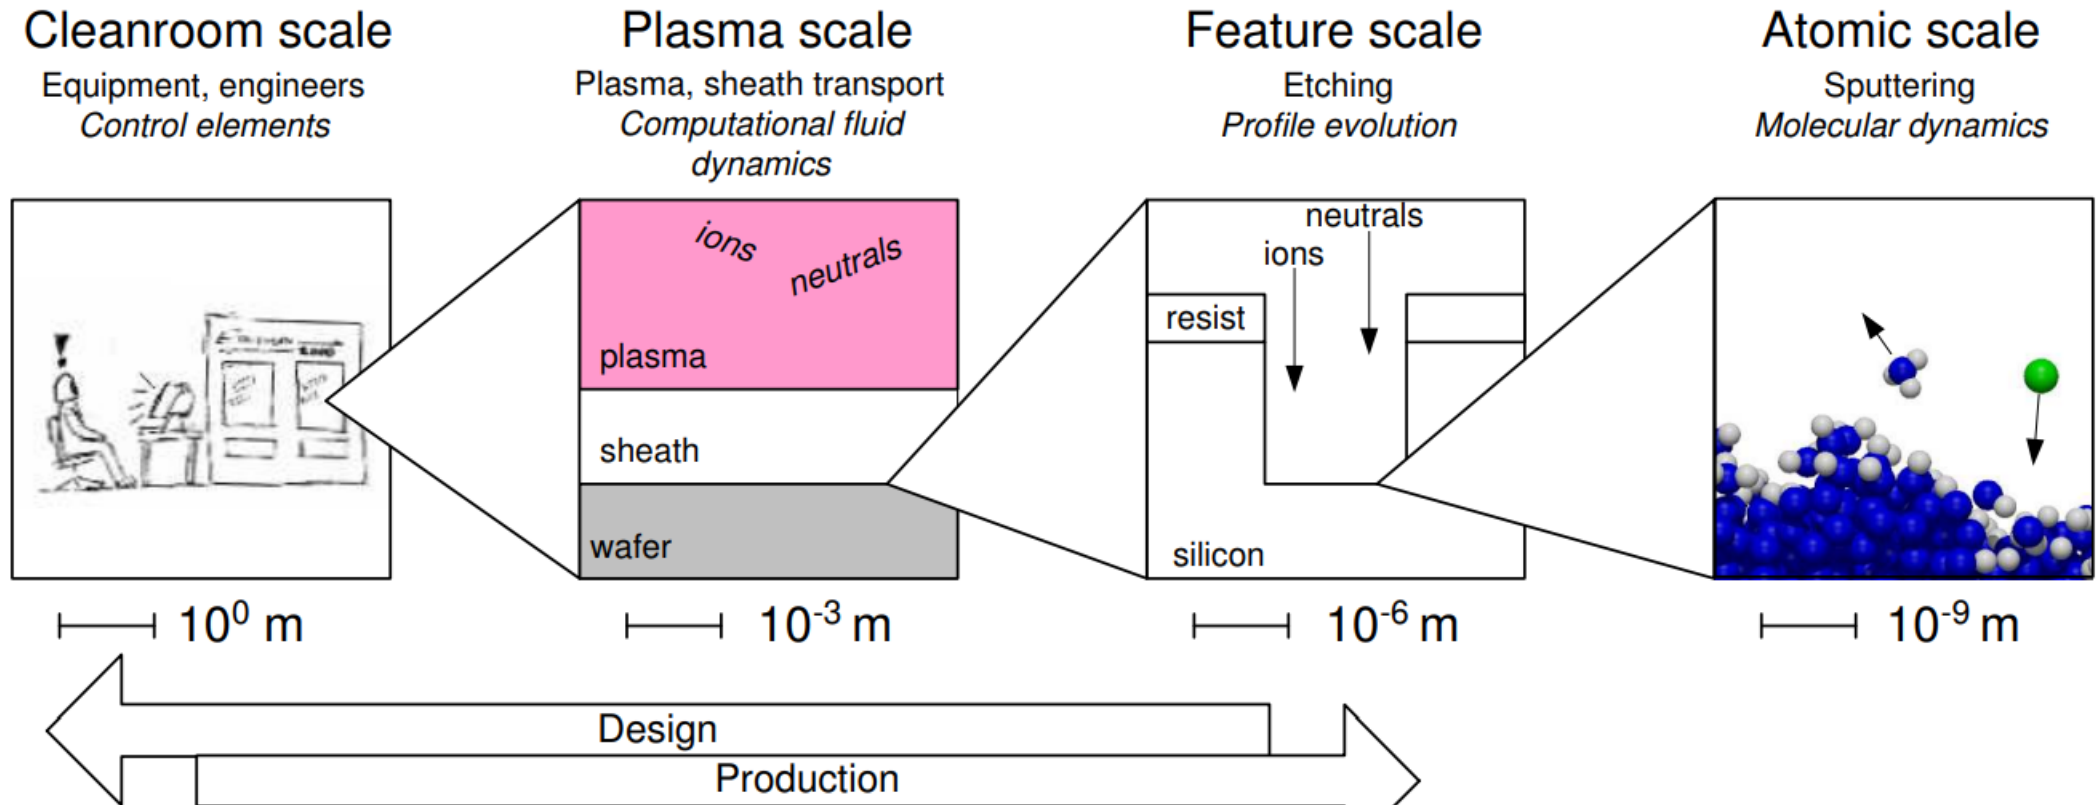 Cleanroom scale
Equipment, engineers
Control elements
Plasma scale
Plasma, sheath transport
Computational fluid
dynamics
Feature scale
Etching
Profile evolution
Atomic scale
Sputtering
Molecular dynamics
ions
neutrals
plasma
sheath
wafer
neutrals
ions
resist
silicon
10⁰ m
10⁻³ m
10⁻⁶ m
10⁻⁹ m
Design
Production